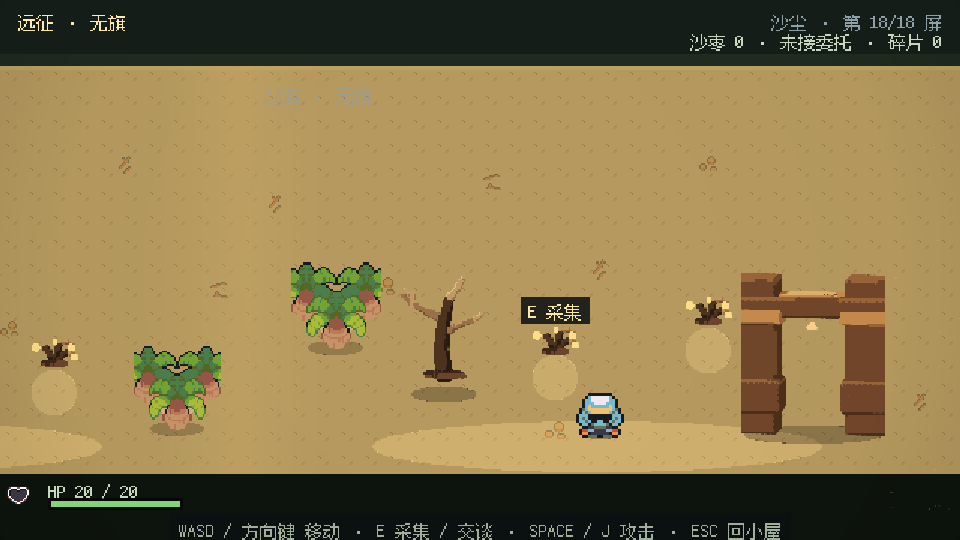 远征 · 无旗
沙尘 · 第 18/18 屏
沙枣 0 · 未接委托 · 碎片 0
E 采集
HP 20 / 20
WASD / 方向键 移动 · E 采集 / 交谈 · SPACE / J 攻击 · ESC 回小屋